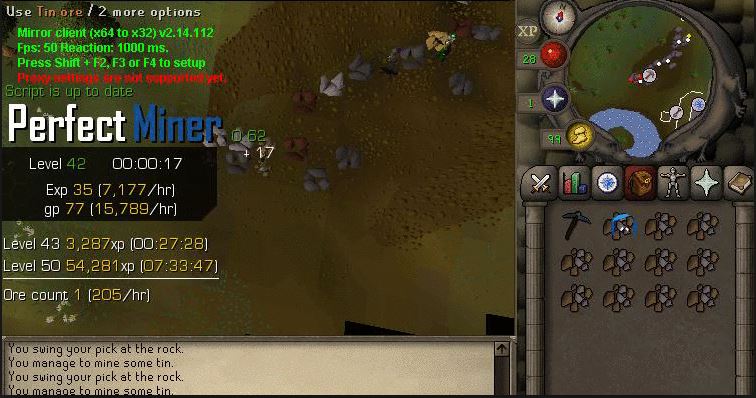 Use Tin ore / 2 more options
Mirror client (x64 to x32) v2.14.112
Fps: 50 Reaction: 1000 ms.
Press Shift + F2, F3 or F4 to setup
Proxy settings are not supported yet.
Script is up to date
Perfect Miner
0.62
+ 17
Level 42 00:00:17
Exp 35 (7,177/hr)
gp 77 (15,789/hr)
Level 43 3,287xp (00:27:28)
Level 50 54,281xp (07:33:47)
Ore count 1 (205/hr)
XP
28
1
99
You swing your pick at the rock.
You manage to mine some tin.
You swing your pick at the rock.
You manage to mine some tin.